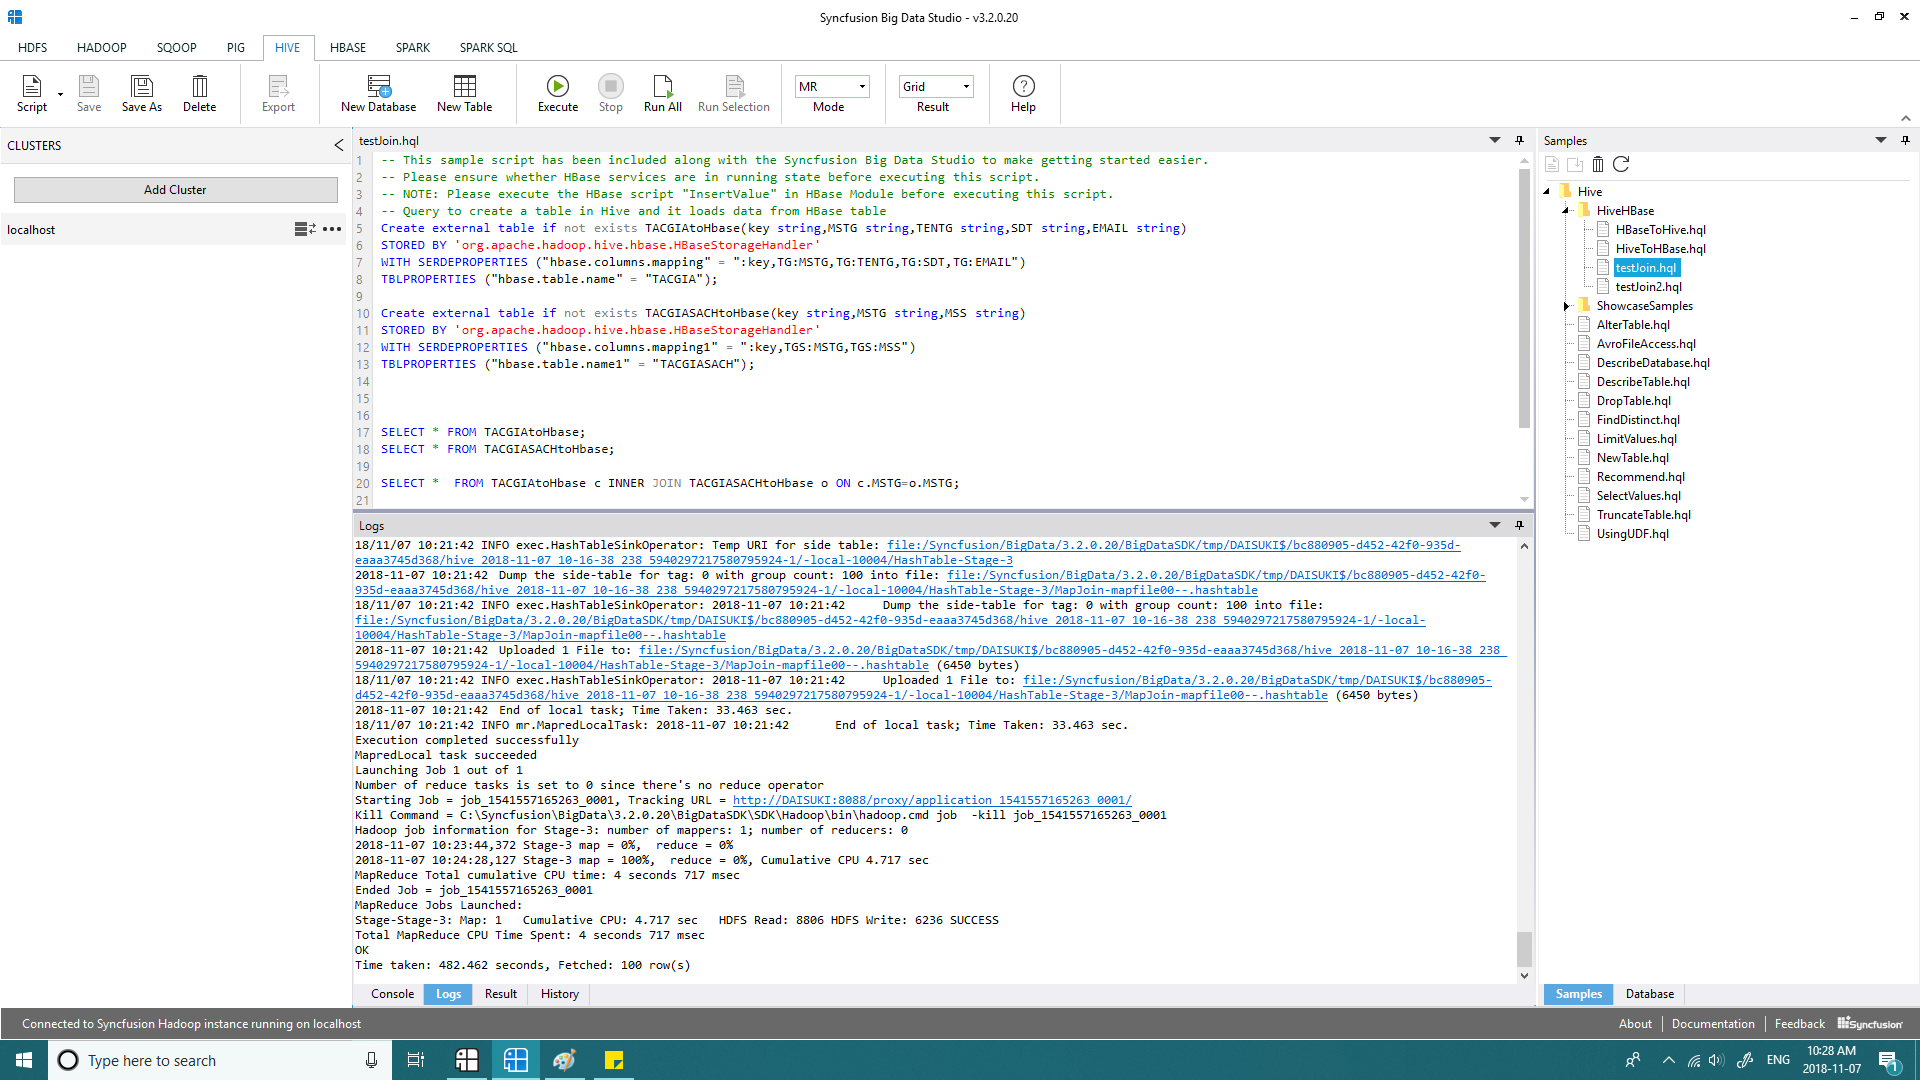 Syncfusion Big Data Studio - v3.2.0.20
HDFS HADOOP SQOOP PIG HIVE HBASE SPARK SPARK SQL
Script Save Save As Delete Export New Database New Table Execute Stop Run All Run Selection MR Mode Grid Result Help
CLUSTERS
Add Cluster
localhost
testJoin.hql
1 -- This sample script has been included along with the Syncfusion Big Data Studio to make getting started easier.
2 -- Please ensure whether HBase services are in running state before executing this script.
3 -- NOTE: Please execute the HBase script "InsertValue" in HBase Module before executing this script.
4 -- Query to create a table in Hive and it loads data from HBase table
5 Create external table if not exists TACGIAtoHbase(key string,MSTG string,TENTG string,SDT string,EMAIL string)
6 STORED BY 'org.apache.hadoop.hive.hbase.HBaseStorageHandler'
7 WITH SERDEPROPERTIES ("hbase.columns.mapping" = ":key,TG:MSTG,TG:TENTG,TG:SDT,TG:EMAIL")
8 TBLPROPERTIES ("hbase.table.name" = "TACGIA");
9
10 Create external table if not exists TACGIASACHtoHbase(key string,MSTG string,MSS string)
11 STORED BY 'org.apache.hadoop.hive.hbase.HBaseStorageHandler'
12 WITH SERDEPROPERTIES ("hbase.columns.mapping1" = ":key,TGS:MSTG,TGS:MSS")
13 TBLPROPERTIES ("hbase.table.name1" = "TACGIASACH");
14
15
16
17 SELECT * FROM TACGIAtoHbase;
18 SELECT * FROM TACGIASACHtoHbase;
19
20 SELECT *  FROM TACGIAtoHbase c INNER JOIN TACGIASACHtoHbase o ON c.MSTG=o.MSTG;
21
Logs
18/11/07 10:21:42 INFO exec.HashTableSinkOperator: Temp URI for side table: file:/Syncfusion/BigData/3.2.0.20/BigDataSDK/tmp/DAISUKI$/bc880905-d452-42f0-935d-
eaaa3745d368/hive_2018-11-07_10-16-38_238_5940297217580795924-1/-local-10004/HashTable-Stage-3
2018-11-07 10:21:42 Dump the side-table for tag: 0 with group count: 100 into file: file:/Syncfusion/BigData/3.2.0.20/BigDataSDK/tmp/DAISUKI$/bc880905-d452-42f0-
935d-eaaa3745d368/hive_2018-11-07_10-16-38_238_5940297217580795924-1/-local-10004/HashTable-Stage-3/MapJoin-mapfile00--.hashtable
18/11/07 10:21:42 INFO exec.HashTableSinkOperator: 2018-11-07 10:21:42 Dump the side-table for tag: 0 with group count: 100 into file:
file:/Syncfusion/BigData/3.2.0.20/BigDataSDK/tmp/DAISUKI$/bc880905-d452-42f0-935d-eaaa3745d368/hive_2018-11-07_10-16-38_238_5940297217580795924-1/-local-
10004/HashTable-Stage-3/MapJoin-mapfile00--.hashtable
2018-11-07 10:21:42 Uploaded 1 File to: file:/Syncfusion/BigData/3.2.0.20/BigDataSDK/tmp/DAISUKI$/bc880905-d452-42f0-935d-eaaa3745d368/hive_2018-11-07_10-16-38_238_
5940297217580795924-1/-local-10004/HashTable-Stage-3/MapJoin-mapfile00--.hashtable (6450 bytes)
18/11/07 10:21:42 INFO exec.HashTableSinkOperator: 2018-11-07 10:21:42 Uploaded 1 File to: file:/Syncfusion/BigData/3.2.0.20/BigDataSDK/tmp/DAISUKI$/bc880905-
d452-42f0-935d-eaaa3745d368/hive_2018-11-07_10-16-38_238_5940297217580795924-1/-local-10004/HashTable-Stage-3/MapJoin-mapfile00--.hashtable (6450 bytes)
2018-11-07 10:21:42 End of local task; Time Taken: 33.463 sec.
18/11/07 10:21:42 INFO mr.MapredLocalTask: 2018-11-07 10:21:42 End of local task; Time Taken: 33.463 sec.
Execution completed successfully
MapredLocal task succeeded
Launching Job 1 out of 1
Number of reduce tasks is set to 0 since there's no reduce operator
Starting Job = job_1541557165263_0001, Tracking URL = http://DAISUKI:8088/proxy/application_1541557165263_0001/
Kill Command = C:\Syncfusion\BigData\3.2.0.20\BigDataSDK\SDK\Hadoop\bin\hadoop.cmd job  -kill job_1541557165263_0001
Hadoop job information for Stage-3: number of mappers: 1; number of reducers: 0
2018-11-07 10:23:44,372 Stage-3 map = 0%,  reduce = 0%
2018-11-07 10:24:28,127 Stage-3 map = 100%,  reduce = 0%, Cumulative CPU 4.717 sec
MapReduce Total cumulative CPU time: 4 seconds 717 msec
Ended Job = job_1541557165263_0001
MapReduce Jobs Launched:
Stage-Stage-3: Map: 1   Cumulative CPU: 4.717 sec   HDFS Read: 8806 HDFS Write: 6236 SUCCESS
Total MapReduce CPU Time Spent: 4 seconds 717 msec
OK
Time taken: 482.462 seconds, Fetched: 100 row(s)
Console Logs Result History
Samples
Hive
HiveHBase
HBaseToHive.hql
HiveToHBase.hql
testJoin.hql
testJoin2.hql
ShowcaseSamples
AlterTable.hql
AvroFileAccess.hql
DescribeDatabase.hql
DescribeTable.hql
DropTable.hql
FindDistinct.hql
LimitValues.hql
NewTable.hql
Recommend.hql
SelectValues.hql
TruncateTable.hql
UsingUDF.hql
Samples Database
Connected to Syncfusion Hadoop instance running on localhost
About Documentation Feedback Syncfusion
Type here to search
ENG
10:28 AM
2018-11-07
1